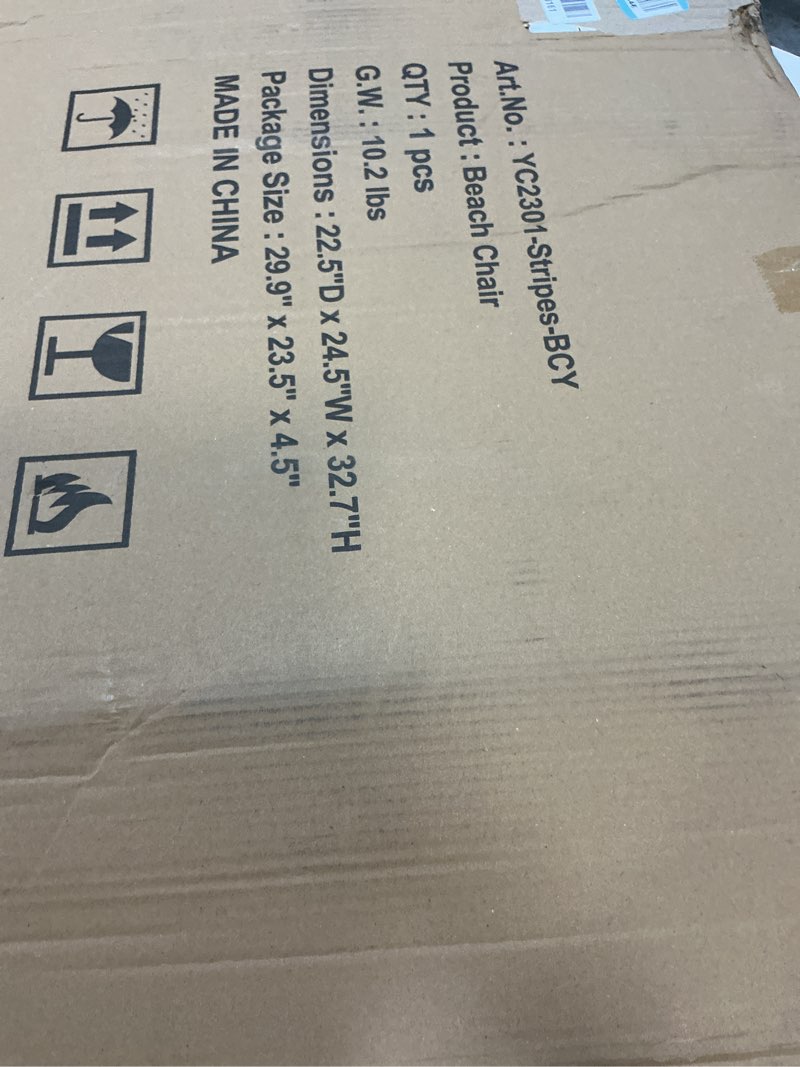 Art.No. : YC2301-Stripes-BCY
Product : Beach Chair
QTY : 1 pcs
G.W. : 10.2 lbs
Dimensions : 22.5"D x 24.5"W x 32.7"H
Package Size : 29.9" x 23.5" x 4.5"
MADE IN CHINA